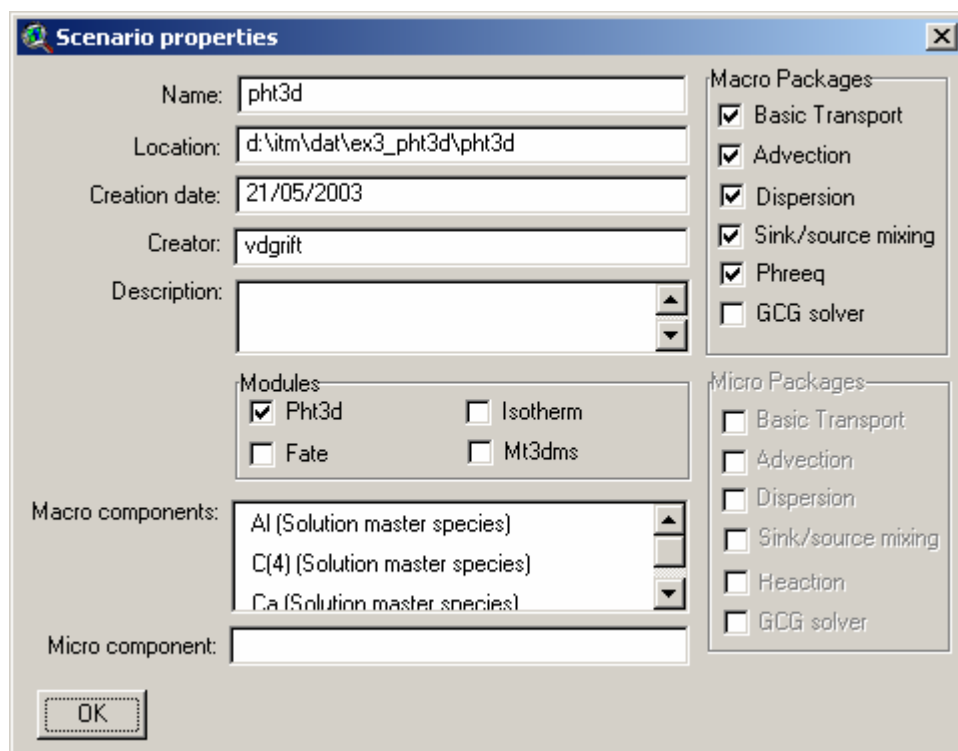 Scenario properties
Name: pht3d
Location: d:\itm\dat\ex3_pht3d\pht3d
Creation date: 21/05/2003
Creator: vdgrift
Description:
Macro Packages
Basic Transport
Advection
Dispersion
Sink/source mixing
Phreeq
GCG solver
Modules
Pht3d Isotherm
Fate Mt3dms
Micro Packages
Basic Transport
Advection
Dispersion
Sink/source mixing
Reaction
GCG solver
Macro components:
Al (Solution master species)
C(4) (Solution master species)
Ca (Solution master species)
Micro component:
OK